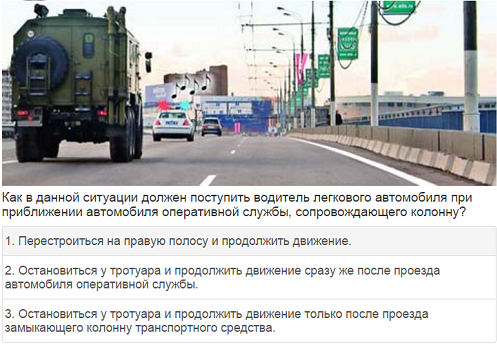 Как в данной ситуации должен поступить водитель легкового автомобиля при
приближении автомобиля оперативной службы, сопровождающего колонну?
1. Перестроиться на правую полосу и продолжить движение.
2. Остановиться у тротуара и продолжить движение сразу же после проезда
автомобиля оперативной службы.
3. Остановиться у тротуара и продолжить движение только после проезда
замыкающего колонну транспортного средства.